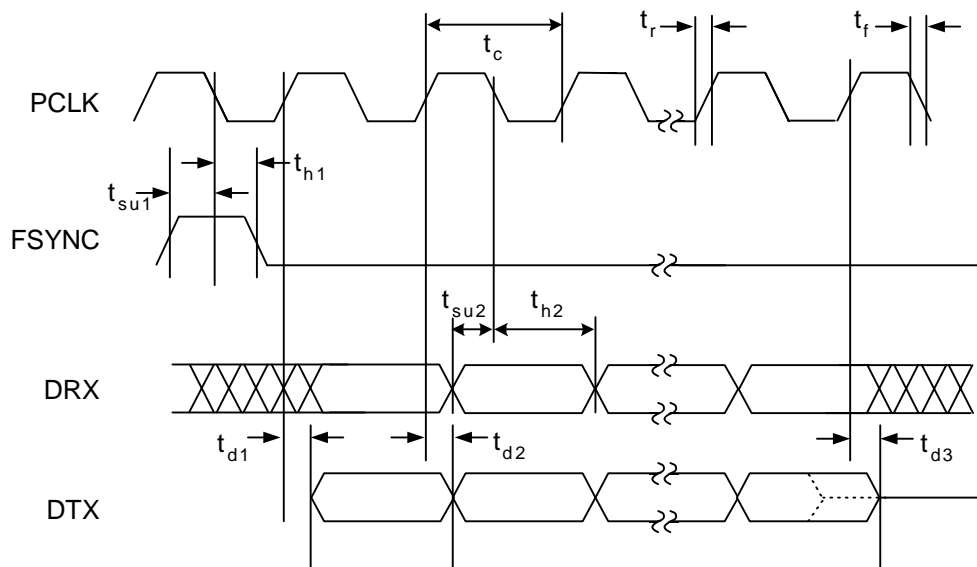 t_r
t_f
t_c
PCLK
t_h1
t_su1
FSYNC
t_su2
t_h2
DRX
t_d1
t_d2
t_d3
DTX